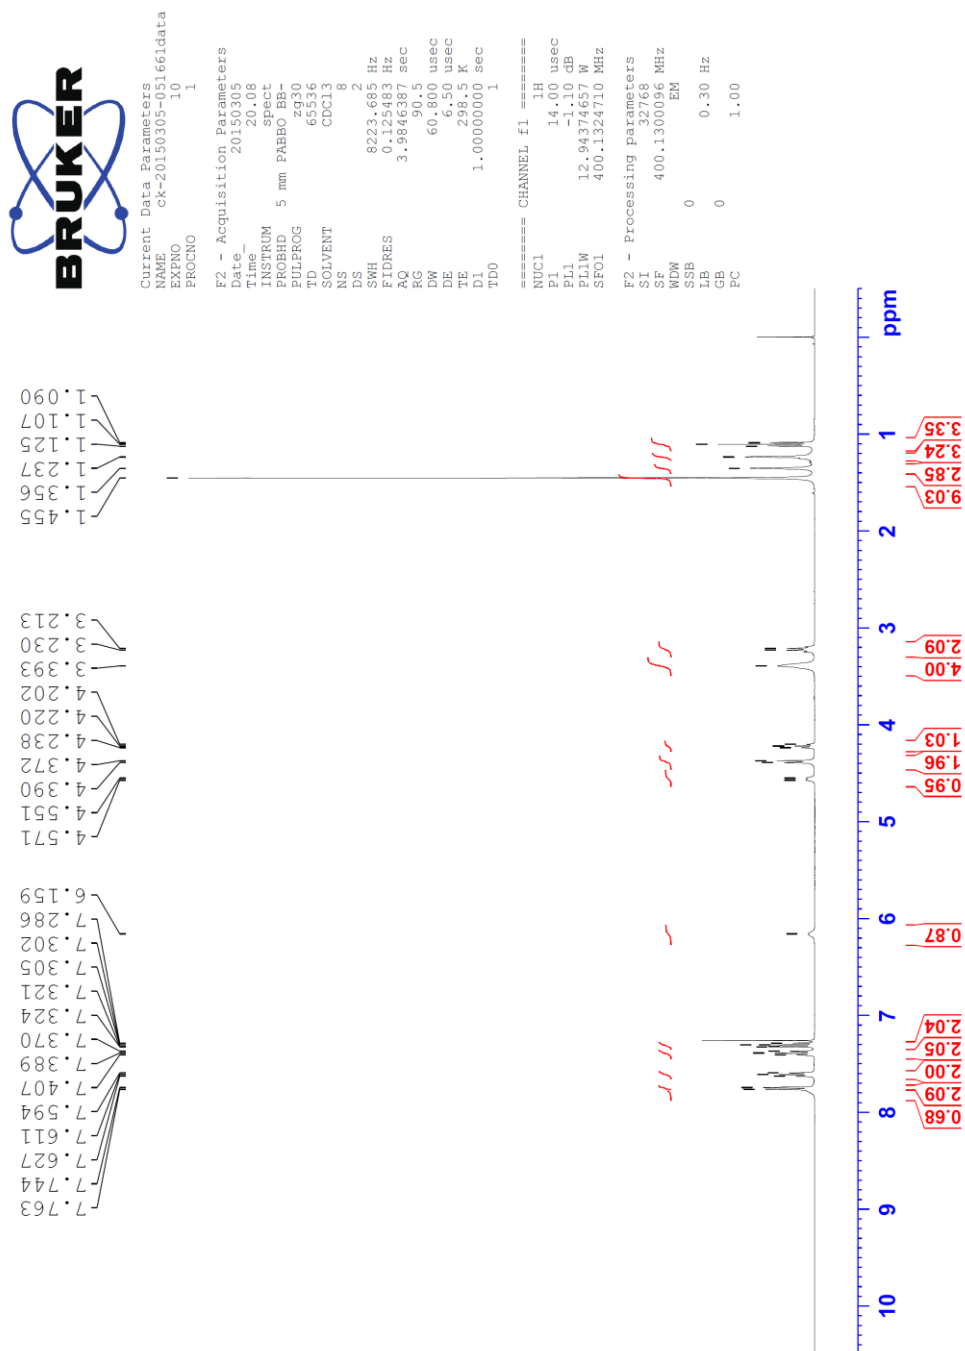 BRUKER
Current Data Parameters
NAME ck-20150305-051661data
EXPNO 10
PROCNO 1
F2 - Acquisition Parameters
Date_ 20150305
Time 20.08
INSTRUM spect
PROBHD 5 mm PABBO BB-
PULPROG zg30
TD 65536
SOLVENT CDCl3
NS 8
DS 2
SWH 8223.685 Hz
FIDRES 0.125483 Hz
AQ 3.9846387 sec
RG 90.5
DW 60.800 usec
DE 6.50 usec
TE 298.5 K
D1 1.00000000 sec
TD0 1
======== CHANNEL f1 ========
NUC1 1H
P1 14.00 usec
PL1 -1.10 dB
PL1W 12.94374657 W
SFO1 400.1324710 MHz
F2 - Processing parameters
SI 32768
SF 400.1300096 MHz
WDW EM
SSB 0
LB 0.30 Hz
GB 0
PC 1.00
7.763
7.744
7.627
7.611
7.594
7.407
7.389
7.370
7.324
7.321
7.305
7.302
7.286
6.159
4.571
4.551
4.390
4.372
4.238
4.220
4.202
3.393
3.230
3.213
1.455
1.356
1.237
1.125
1.107
1.090
10 9 8 7 6 5 4 3 2 1 ppm
0.68
2.09
2.00
2.05
2.04
0.87
0.95
1.96
1.03
4.00
2.09
9.03
2.85
3.24
3.35